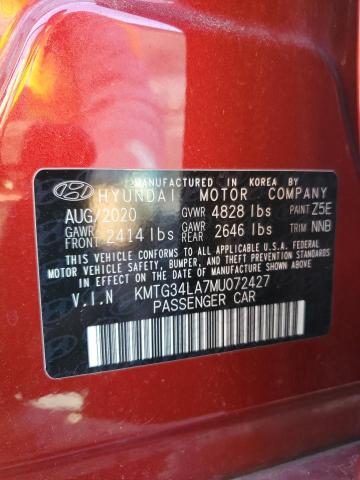 MANUFACTURED IN KOREA BY
HYUNDAI MOTOR COMPANY
AUG/2020 GVWR 4828 lbs PAINT Z5E
GAWR FRONT 2414 lbs GAWR REAR 2646 lbs TRIM NNB
THIS VEHICLE CONFORMS TO ALL APPLICABLE U.S. FEDERAL
MOTOR VEHICLE SAFETY, BUMPER, AND THEFT PREVENTION
STANDARDS IN EFFECT ON THE DATE OF MANUFACTURE SHOWN ABOVE.
V.I.N KMTG34LA7MU072427
PASSENGER CAR